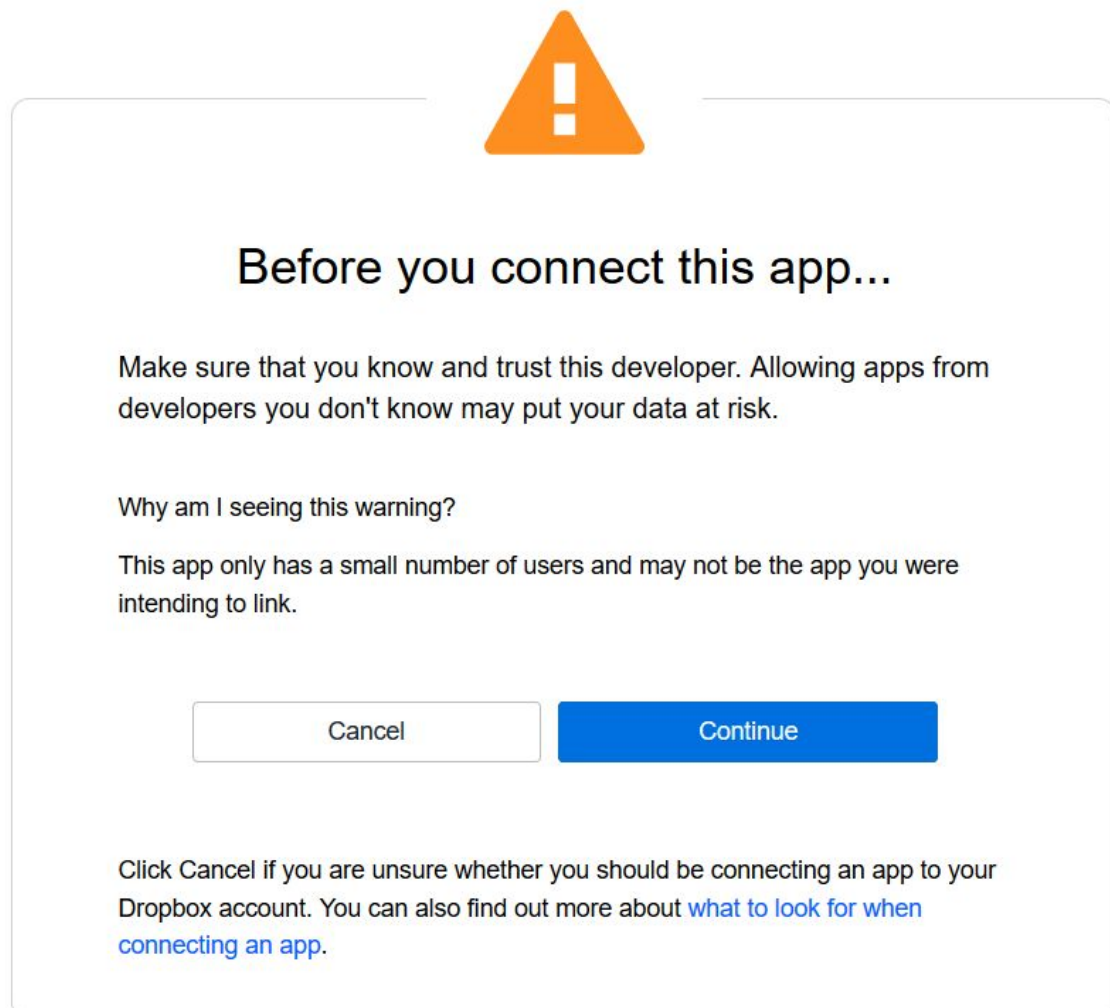 Before you connect this app...
Make sure that you know and trust this developer. Allowing apps from
developers you don't know may put your data at risk.
Why am I seeing this warning?
This app only has a small number of users and may not be the app you were
intending to link.
Cancel
Continue
Click Cancel if you are unsure whether you should be connecting an app to your
Dropbox account. You can also find out more about what to look for when
connecting an app.